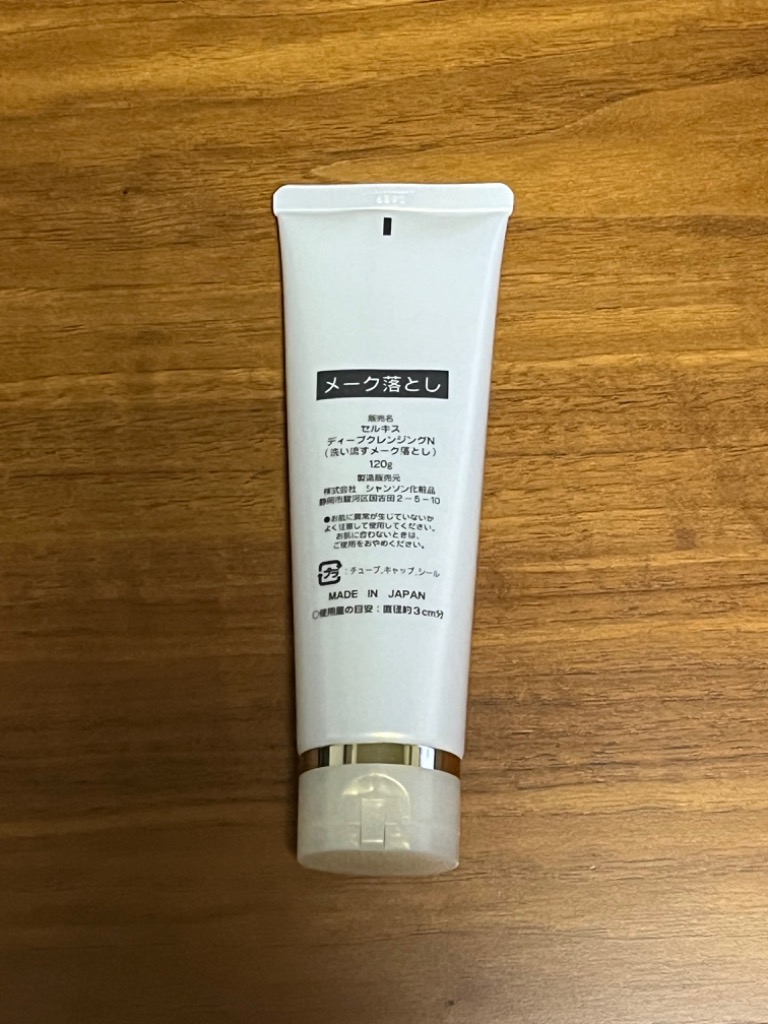 メーク落とし
販売名
セルキス
ディープクレンジングN
(洗い流すメーク落とし)
120g
製造販売元
株式会社 シャンソン化粧品
静岡市駿河区国吉田2-5-10
●お肌に異常が生じていないか
よく注意して使用してください。
お肌に合わないときは、
ご使用をおやめください。
プラ :チューブ,キャップ,シール
MADE IN JAPAN
○使用量の目安:直径約3cm分